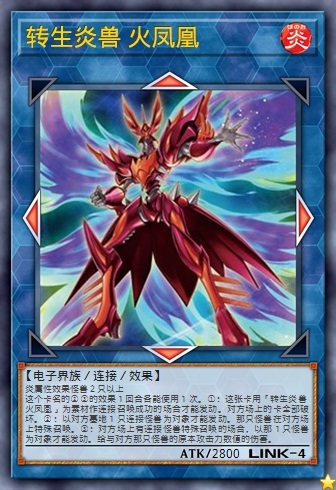 转生炎兽 火凤凰
炎
【电子界族／连接／效果】
炎属性效果怪兽２只以上
这个卡名的②③的效果１回合各能使用１次。①：这张卡用「转生炎兽
火凤凰」为素材作连接召唤成功的场合才能发动。对方场上的卡全部破
坏。②：以对方墓地１只连接怪兽为对象才能发动。那只怪兽在对方场
上特殊召唤。③：对方场上有连接怪兽特殊召唤的场合，以那１只怪兽
为对象才能发动。给与对方那只怪兽的原本攻击力数值的伤害。
ATK/2800 LINK-4